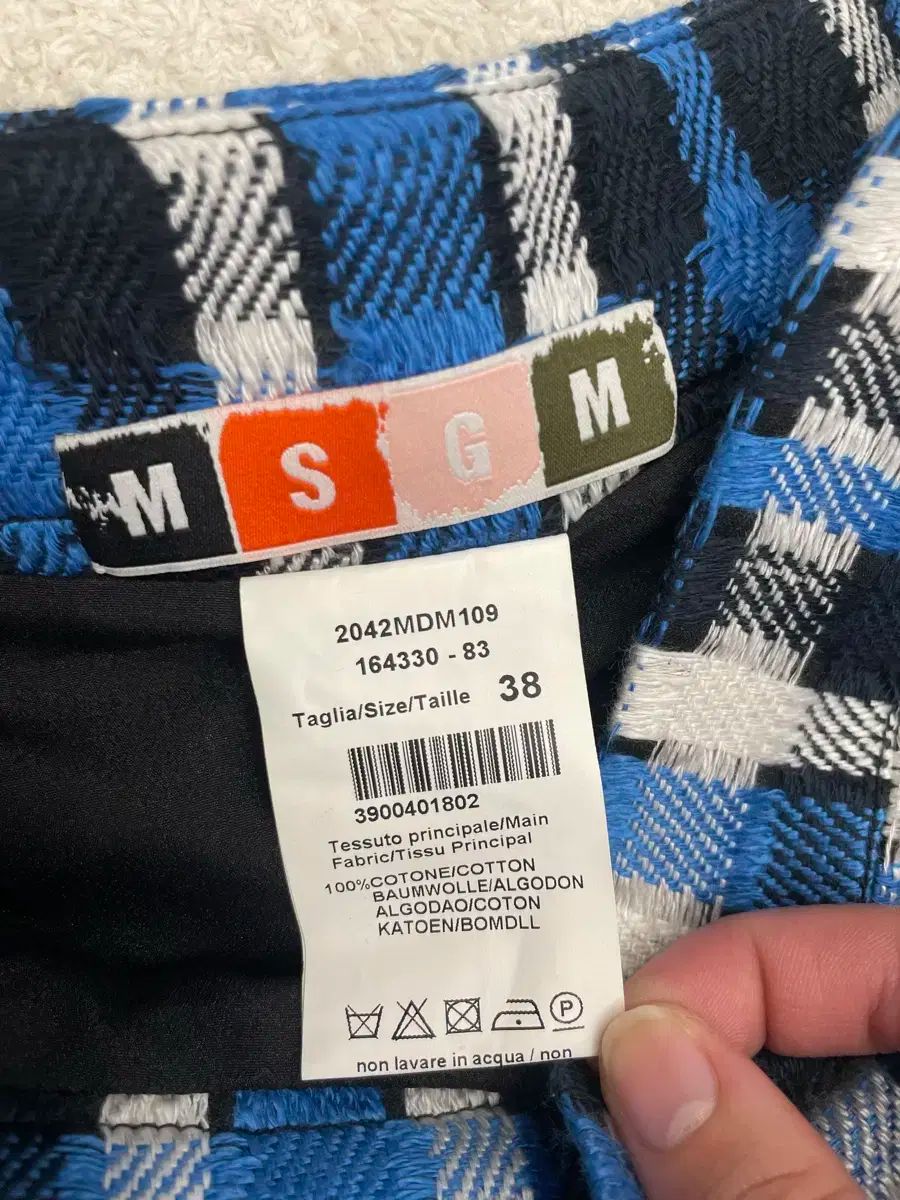 M S G M
2042MDM109
164330 - 83
Taglia/Size/Taille 38
3900401802
Tessuto principale/Main
Fabric/Tissu Principal
100%COTONE/COTTON
BAUMWOLLE/ALGODON
ALGODAO/COTON
KATOEN/BOMDLL
P
non lavare in acqua / non